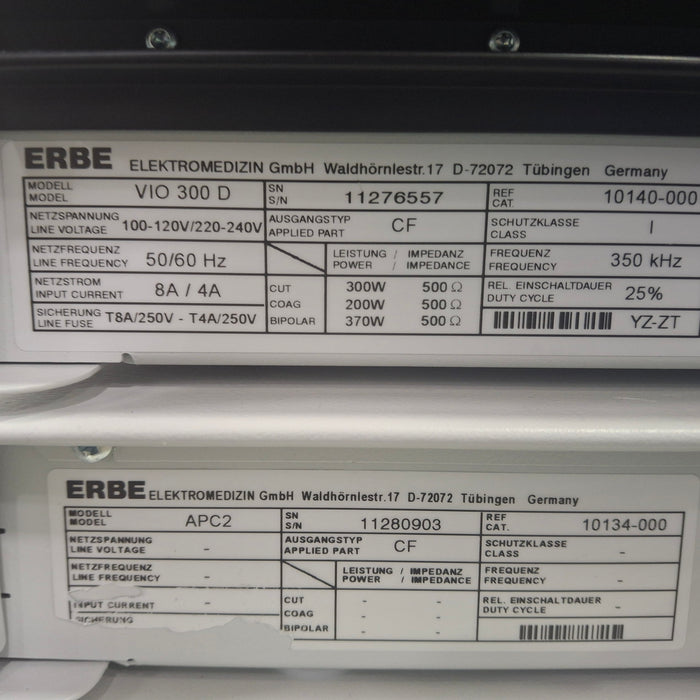 ERBE ELEKTROMEDIZIN GmbH Waldhörnlestr.17 D-72072 Tübingen Germany
MODELL
MODEL
VIO 300 D
SN
S/N
11276557
REF
CAT.
10140-000
NETZSPANNUNG
LINE VOLTAGE
100-120V/220-240V
AUSGANGSTYP
APPLIED PART
CF
SCHUTZKLASSE
CLASS
I
NETZFREQUENZ
LINE FREQUENCY
50/60 Hz
LEISTUNG / IMPEDANZ
POWER / IMPEDANCE
FREQUENZ
FREQUENCY
350 kHz
NETZSTROM
INPUT CURRENT
8A / 4A
CUT 300W 500 Ω
COAG 200W 500 Ω
BIPOLAR 370W 500 Ω
REL. EINSCHALTDAUER
DUTY CYCLE
25%
SICHERUNG
LINE FUSE
T8A/250V - T4A/250V
YZ-ZT
ERBE ELEKTROMEDIZIN GmbH Waldhörnlestr.17 D-72072 Tübingen Germany
MODELL
MODEL
APC2
SN
S/N
11280903
REF
CAT.
10134-000
NETZSPANNUNG
LINE VOLTAGE
-
AUSGANGSTYP
APPLIED PART
CF
SCHUTZKLASSE
CLASS
-
NETZFREQUENZ
LINE FREQUENCY
-
LEISTUNG / IMPEDANZ
POWER / IMPEDANCE
FREQUENZ
FREQUENCY
-
INPUT CURRENT
-
CUT - -
COAG - -
BIPOLAR - -
REL. EINSCHALTDAUER
DUTY CYCLE
-
SICHERUNG